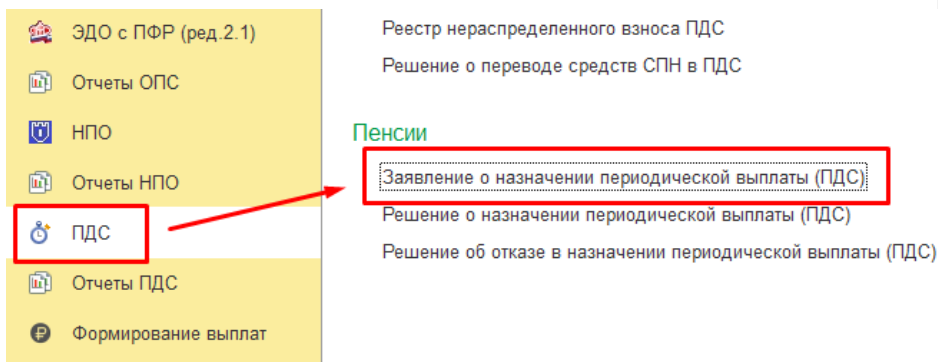 ЭДО с ПФР (ред.2.1)
Отчеты ОПС
НПО
Отчеты НПО
ПДС
Отчеты ПДС
Формирование выплат
Реестр нераспределенного взноса ПДС
Решение о переводе средств СПН в ПДС
Пенсии
Заявление о назначении периодической выплаты (ПДС)
Решение о назначении периодической выплаты (ПДС)
Решение об отказе в назначении периодической выплаты (ПДС)